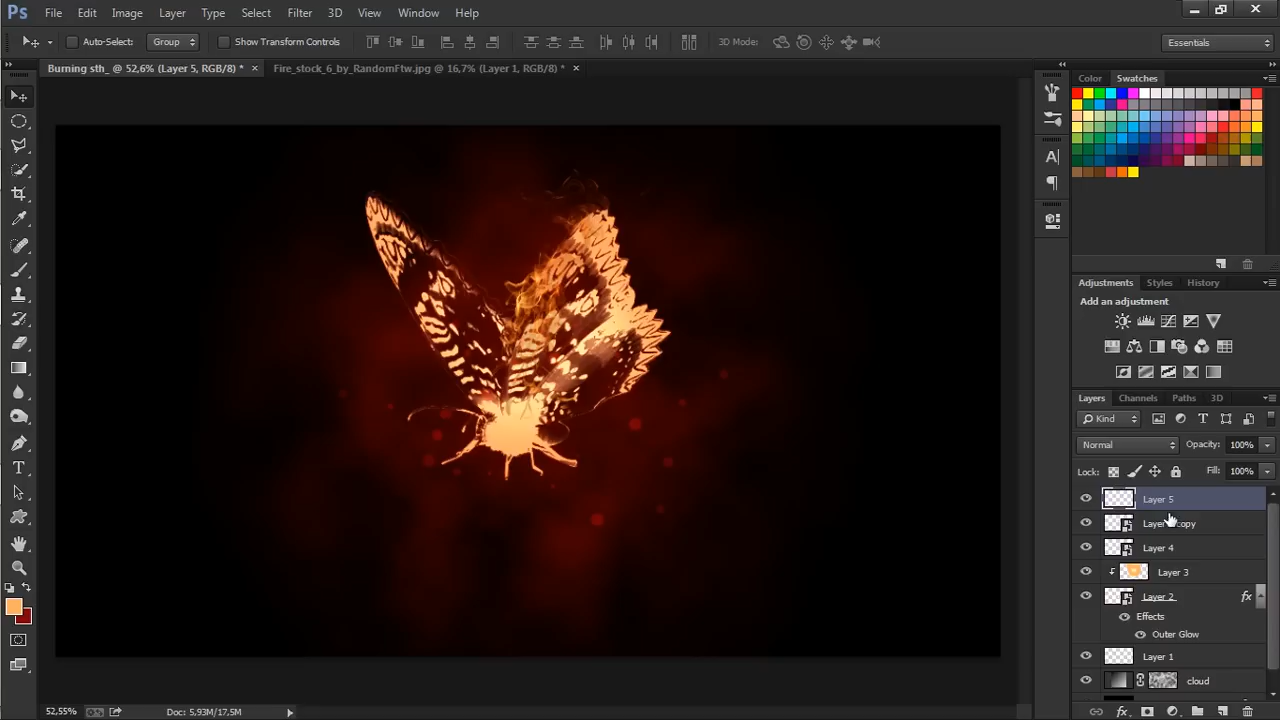 Ps File Edit Image Layer Type Select Filter 3D View Window Help
Auto-Select: Group Show Transform Controls 3D Mode: Essentials
Burning sth_ @ 52,6% (Layer 5, RGB/8) * × Fire_stock_6_by_RandomFtw.jpg @ 16,7% (Layer 1, RGB/8) * ×
Color Swatches
Adjustments Styles History
Add an adjustment
Layers Channels Paths 3D
Kind
Normal Opacity: 100%
Lock: Fill: 100%
Layer 5
Layer copy
Layer 4
Layer 3
Layer 2 fx
Effects
Outer Glow
Layer 1
cloud
52,55% Doc: 5,93M/17,5M fx